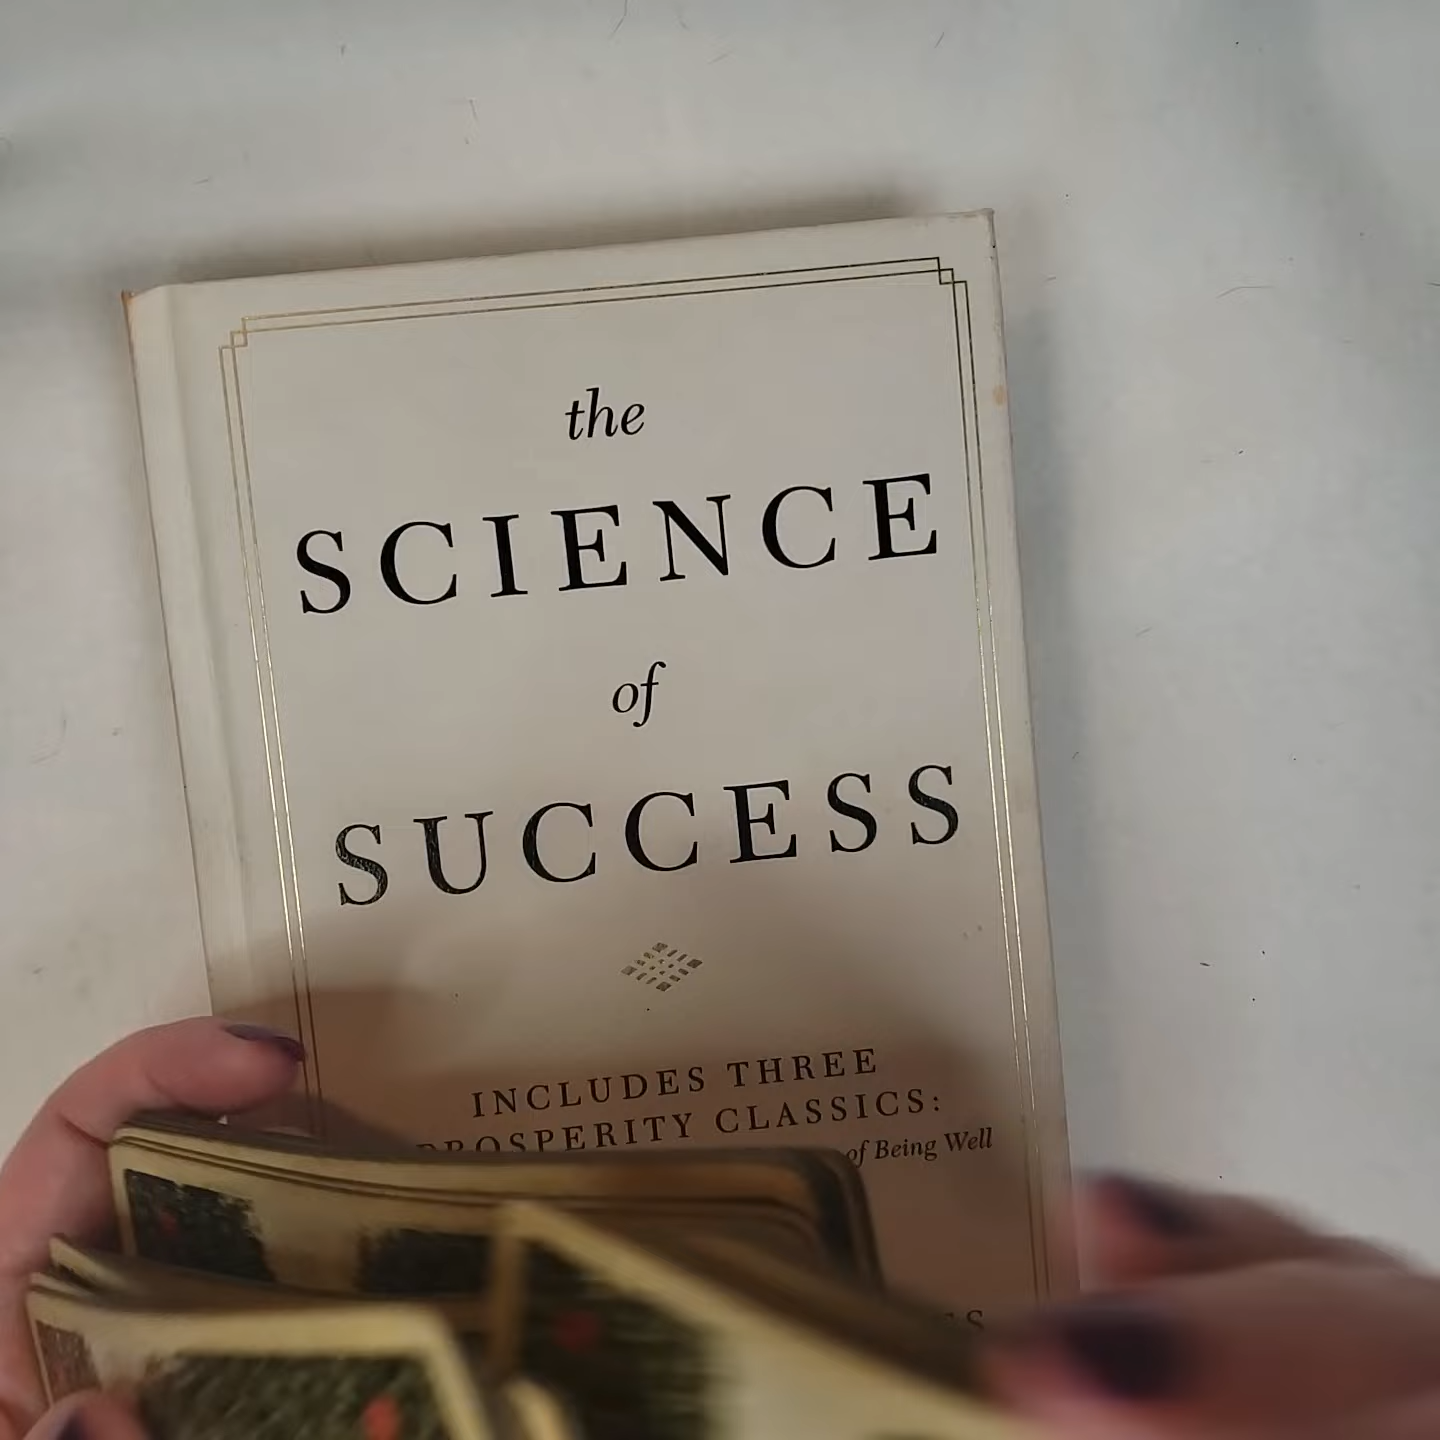 the
SCIENCE
of
SUCCESS
INCLUDES THREE
PROSPERITY CLASSICS:
of Being Well